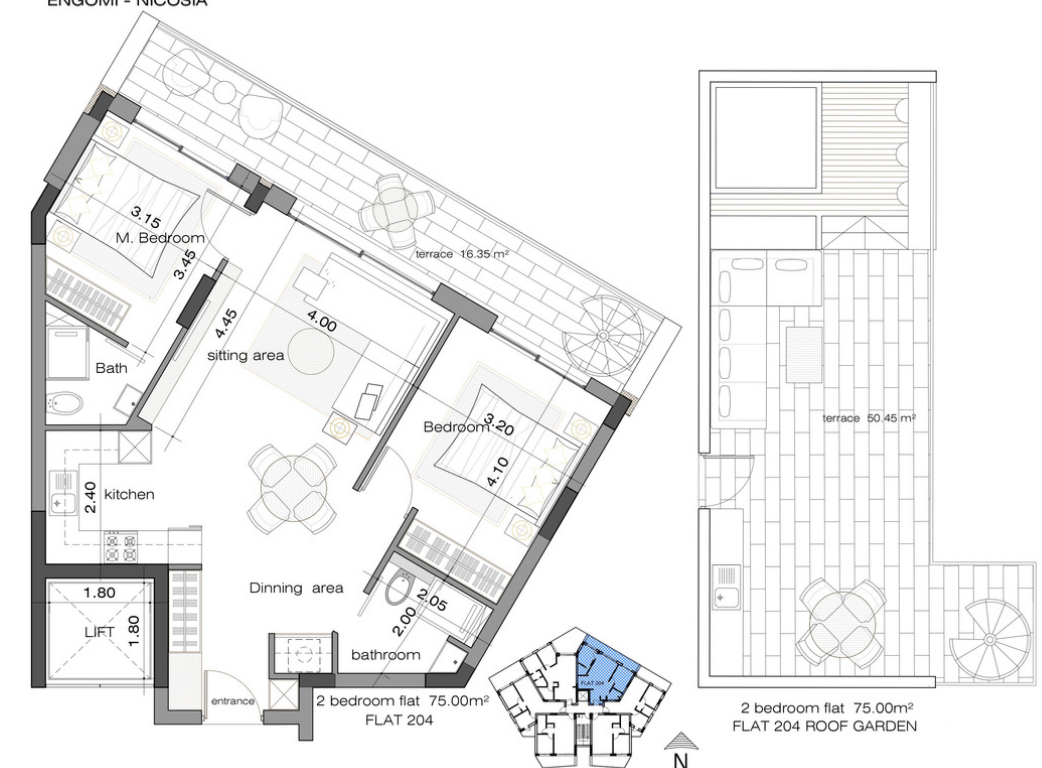 ENGOMI - NICOSIA
3.15
M. Bedroom
3.45
terrace 16.35 m²
4.45
4.00
sitting area
Bath
Bedroom
3.20
4.10
terrace 50.45 m²
2.40
kitchen
Dinning area
1.80
LIFT
1.80
2.05
2.00
bathroom
entrance
2 bedroom flat 75.00m²
FLAT 204
FLAT 204
N
2 bedroom flat 75.00m²
FLAT 204 ROOF GARDEN